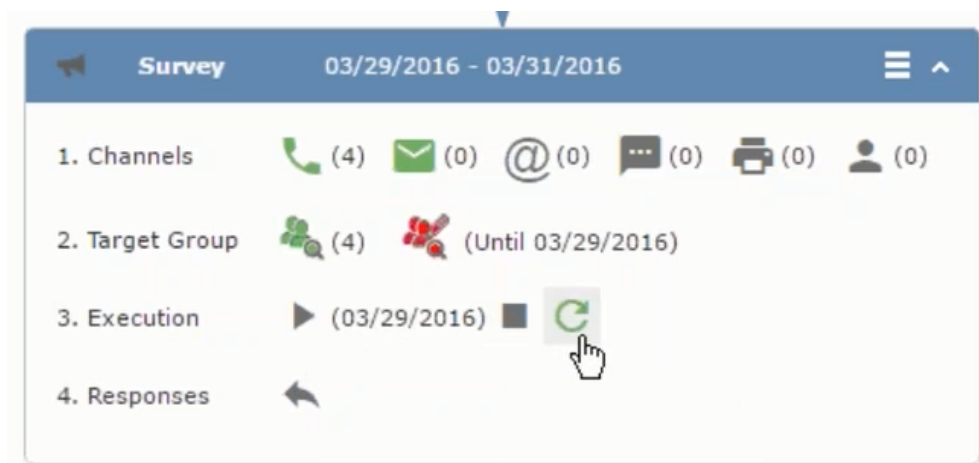 Survey 03/29/2016 - 03/31/2016
1. Channels (4) (0) @ (0) (0) (0) (0)
2. Target Group (4) (Until 03/29/2016)
3. Execution (03/29/2016)
4. Responses